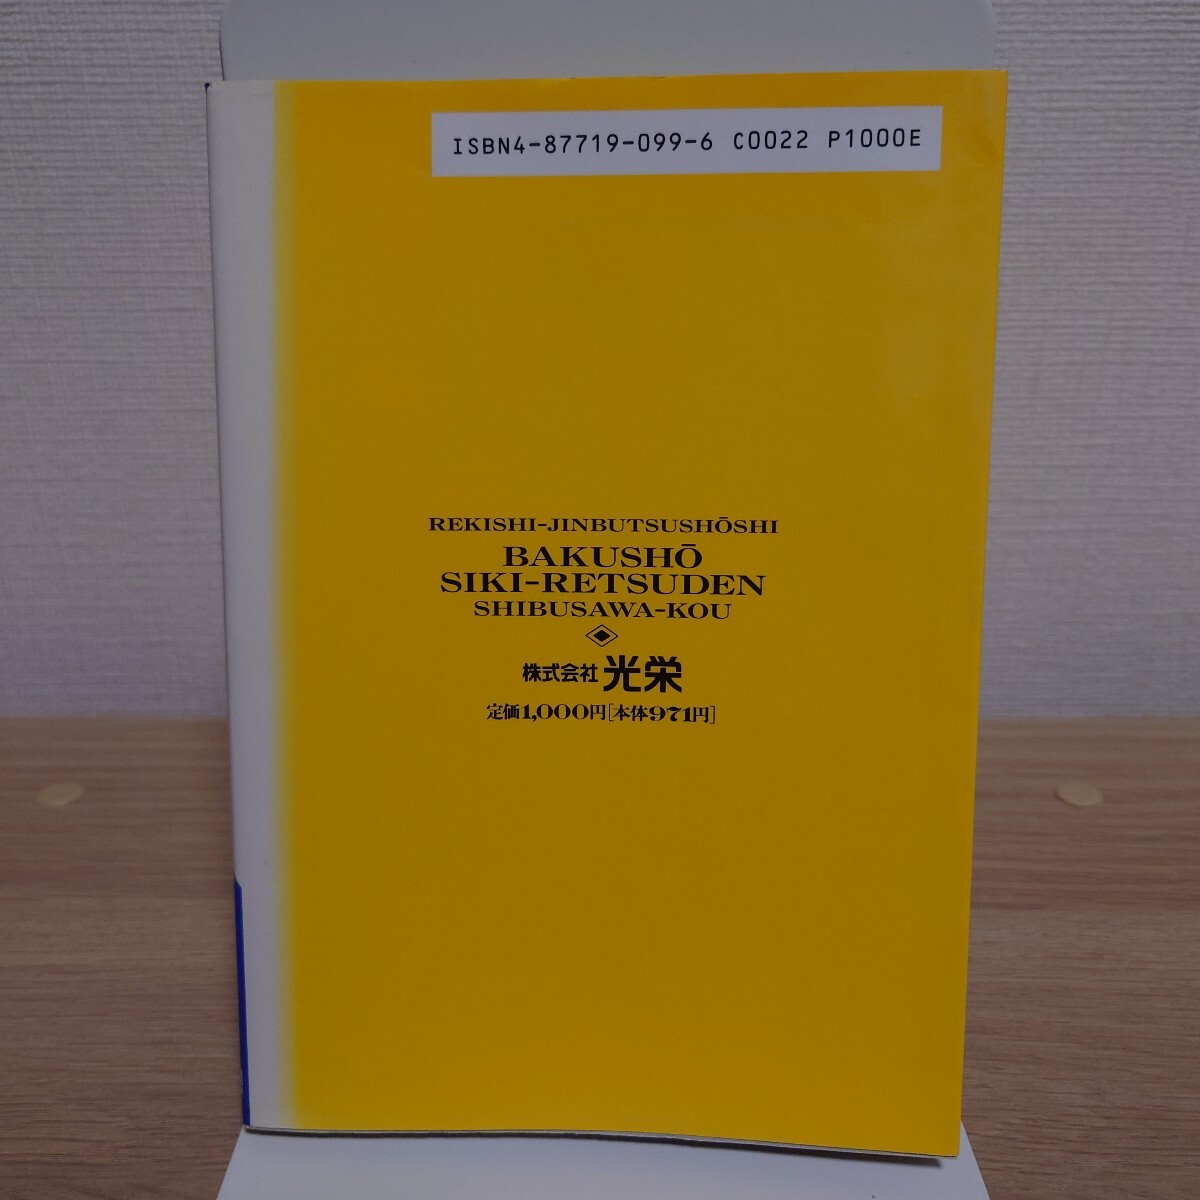 ISBN4-87719-099-6 C0022 P1000E
REKISHI-JINBUTSUSHŌSHI
BAKUSHŌ
SIKI-RETSUDEN
SHIBUSAWA-KOU
株式会社 光栄
定価1,000円[本体971円]